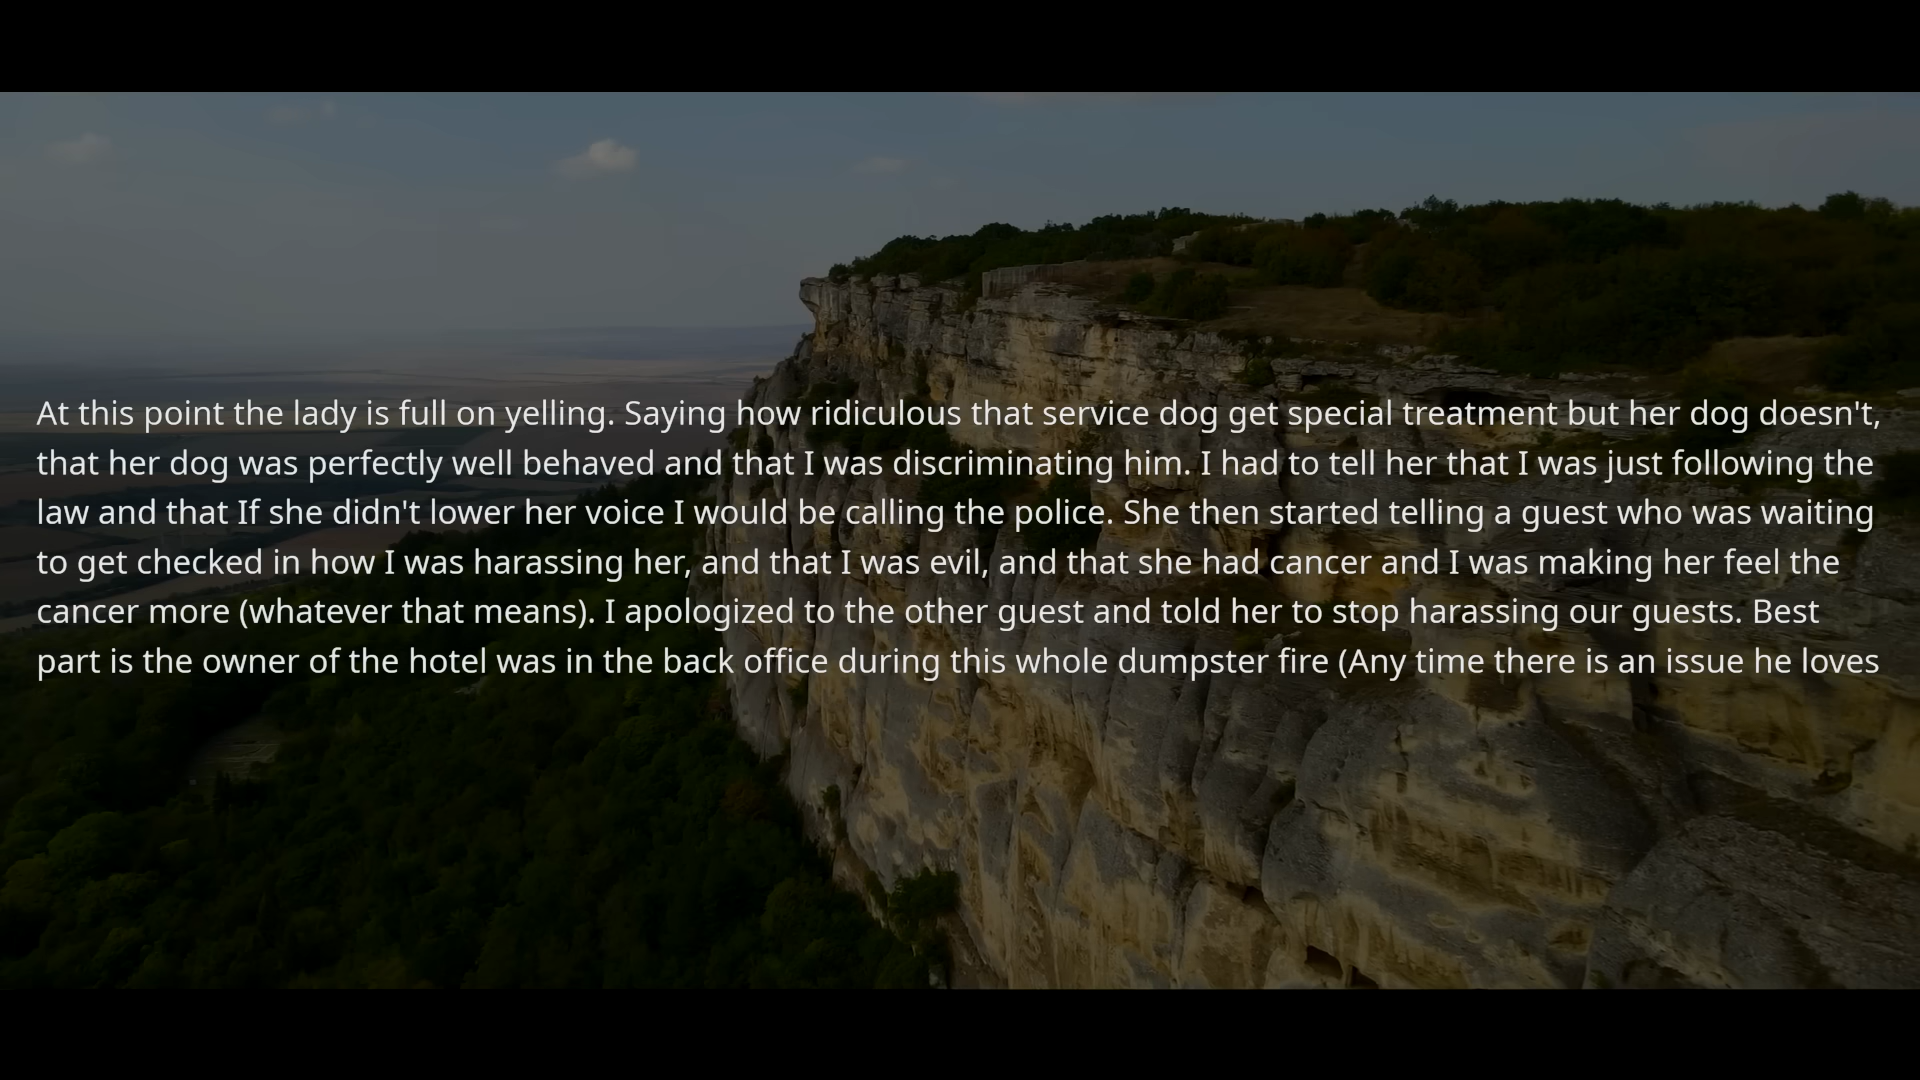 At this point the lady is full on yelling. Saying how ridiculous that service dog get special treatment but her dog doesn't,
that her dog was perfectly well behaved and that I was discriminating him. I had to tell her that I was just following the
law and that If she didn't lower her voice I would be calling the police. She then started telling a guest who was waiting
to get checked in how I was harassing her, and that I was evil, and that she had cancer and I was making her feel the
cancer more (whatever that means). I apologized to the other guest and told her to stop harassing our guests. Best
part is the owner of the hotel was in the back office during this whole dumpster fire (Any time there is an issue he loves